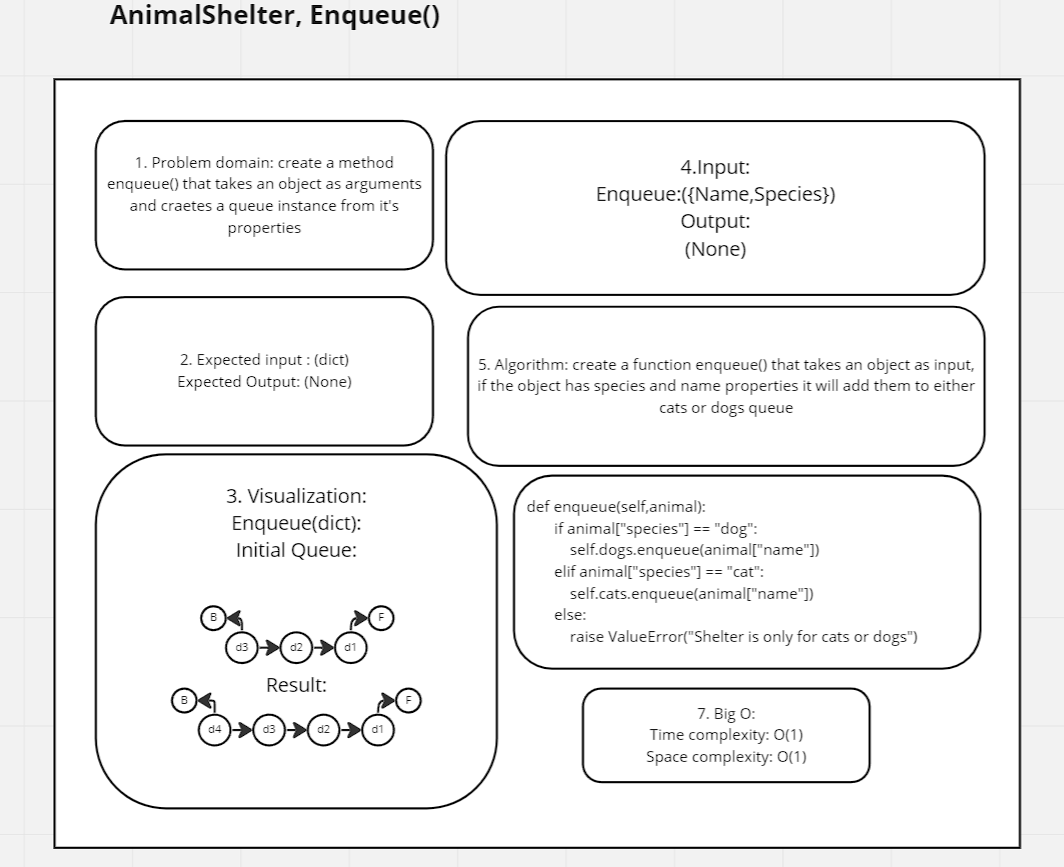 AnimalShelter, Enqueue()
1. Problem domain: create a method
enqueue() that takes an object as arguments
and craetes a queue instance from it's
properties
2. Expected input : (dict)
Expected Output: (None)
3. Visualization:
Enqueue(dict):
Initial Queue:
B
F
d3
d2
d1
Result:
B
F
d4
d3
d2
d1
4.Input:
Enqueue:({Name,Species})
Output:
(None)
5. Algorithm: create a function enqueue() that takes an object as input,
if the object has species and name properties it will add them to either
cats or dogs queue
def enqueue(self,animal):
if animal["species"] == "dog":
self.dogs.enqueue(animal["name"])
elif animal["species"] == "cat":
self.cats.enqueue(animal["name"])
else:
raise ValueError("Shelter is only for cats or dogs")
7. Big O:
Time complexity: O(1)
Space complexity: O(1)